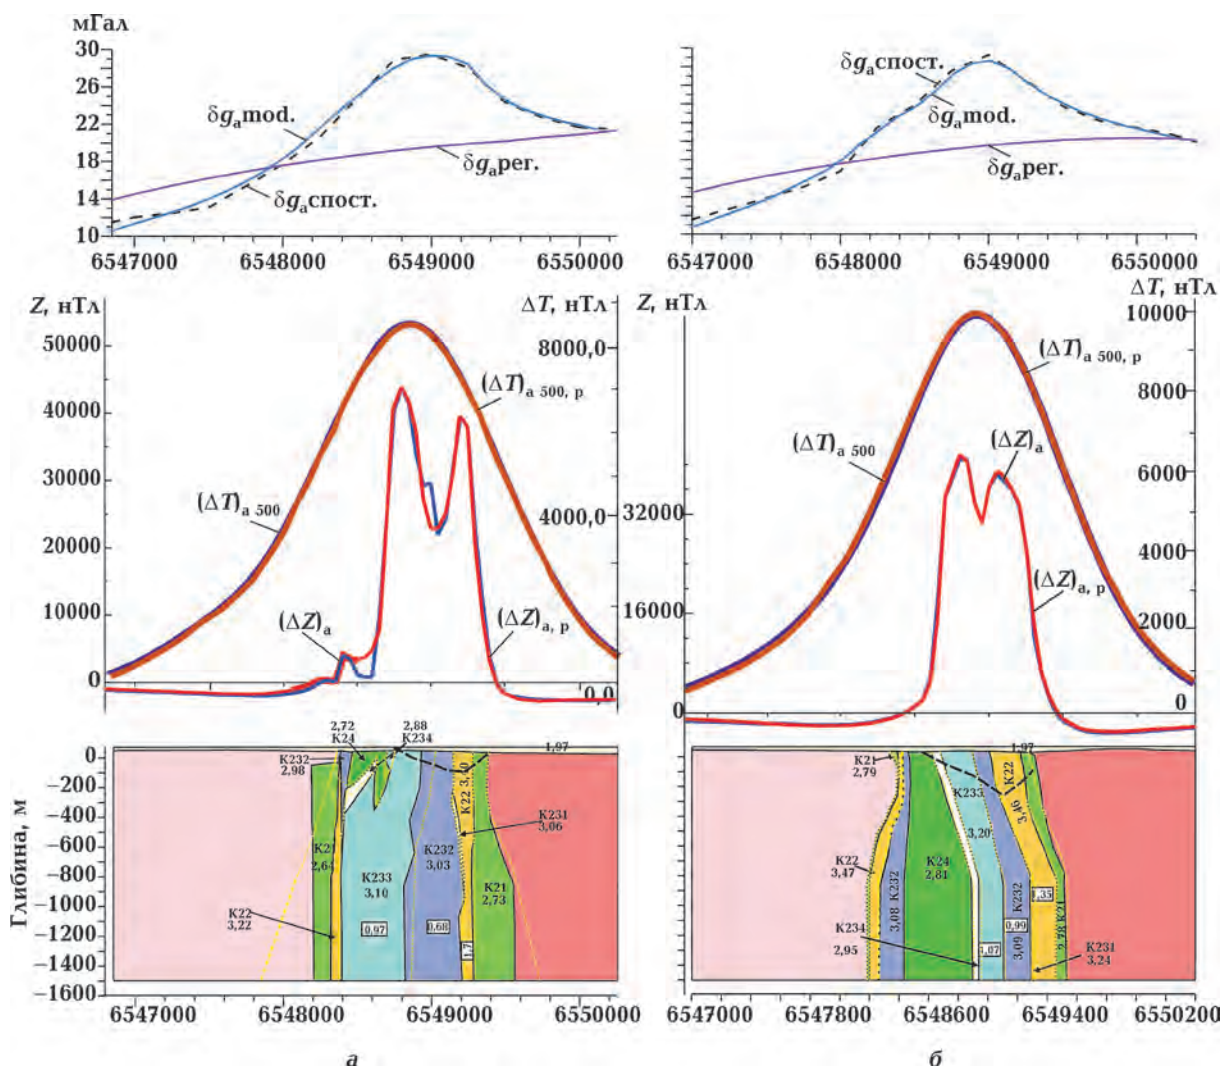 мГал
30
26
22
18
14
10
δgₐmod.
δgₐспост.
δgₐрег.
6547000
6548000
6549000
6550000
δgₐспост.
δgₐmod.
δgₐрег.
6547000
6548000
6549000
6550000
Z, нТл
ΔT, нТл
50000
40000
30000
20000
10000
0
8000,0
4000,0
0,0
(ΔT)a 500, p
(ΔT)a 500
(ΔZ)a
(ΔZ)a, p
Z, нТл
ΔT, нТл
32000
16000
0
10000
8000
6000
4000
2000
0
(ΔT)a 500, p
(ΔT)a 500
(ΔZ)a
(ΔZ)a, p
Глибина, м
0
−200
−400
−600
−800
−1000
−1200
−1400
−1600
2,72
К24
2,88
К234
1,97
К232
2,98
К22 3,40
К231
3,06
К21
2,64
К233
3,10
К232
3,03
К21
2,73
К22
3,22
0,97
0,68
1,7
6547000
6548000
6549000
6550000
а
К21
2,79
1,97
К22
3,46
К233
3,20
К22
3,47
К24
2,81
3,08 К232
К232
3,09
1,35
0,99
1,07
2,78 К21
К234
2,95
К231
3,24
6547000
6547800
6548600
6549400
6550200
б